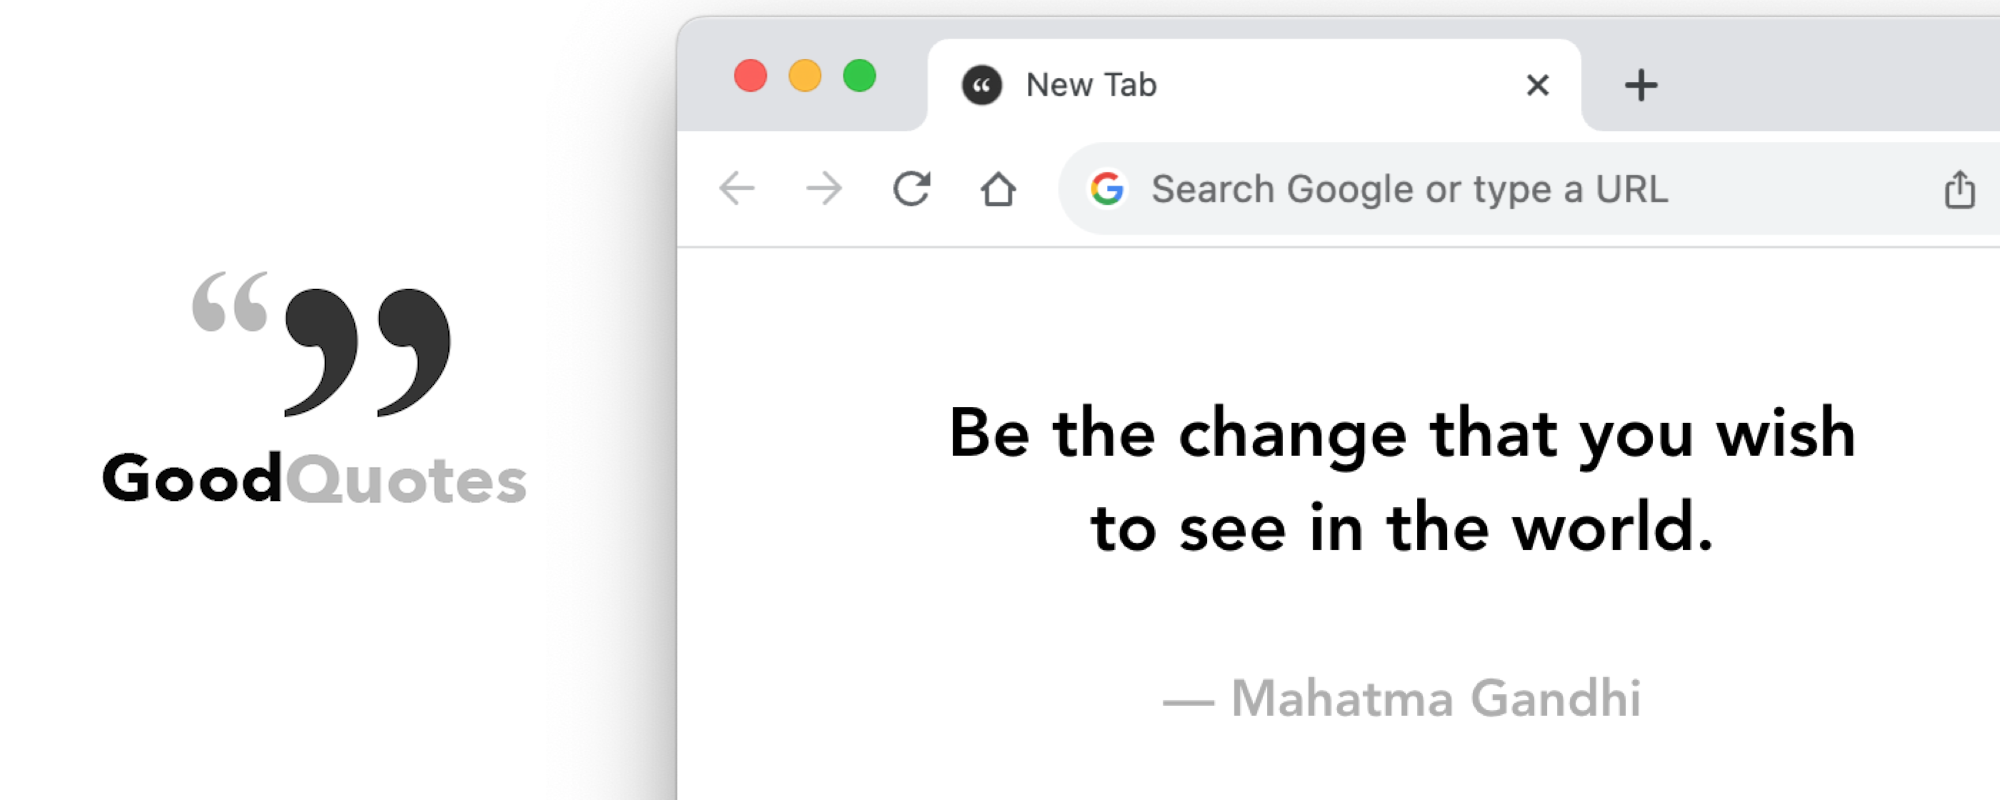 GoodQuotes
New Tab
Search Google or type a URL
Be the change that you wish
to see in the world.
— Mahatma Gandhi